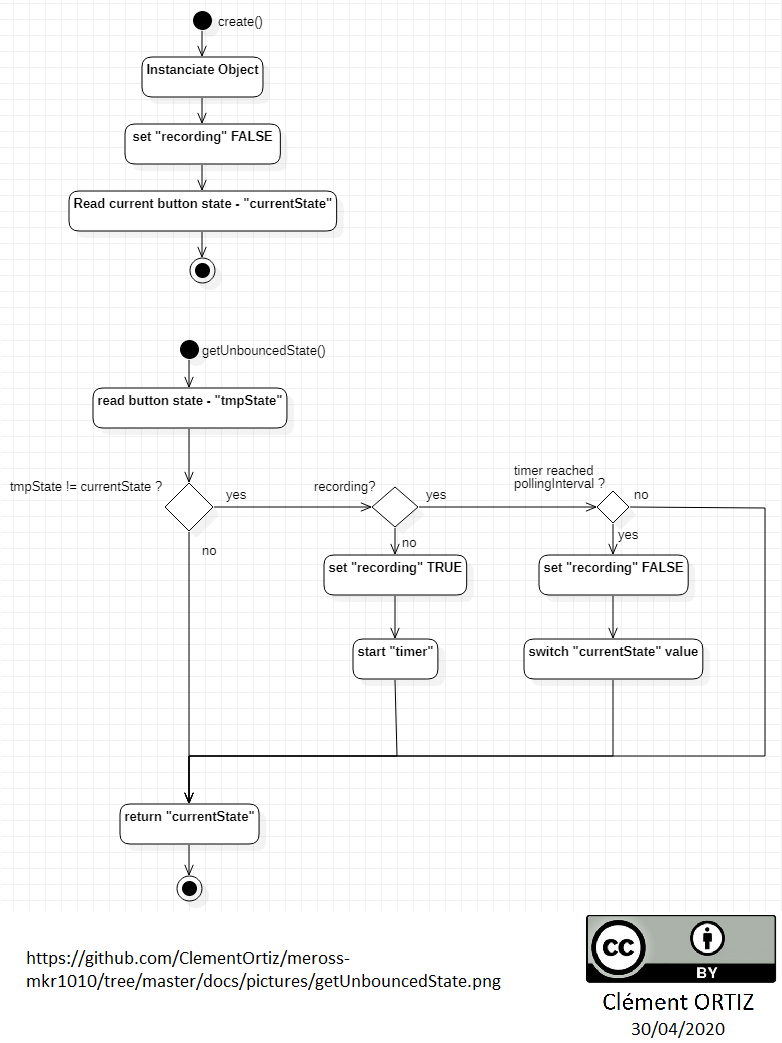 create()
Instanciate Object
set "recording" FALSE
Read current button state - "currentState"
getUnbouncedState()
read button state - "tmpState"
tmpState != currentState ?
yes
no
recording?
yes
no
timer reached
pollingInterval ?
no
yes
set "recording" TRUE
set "recording" FALSE
start "timer"
switch "currentState" value
return "currentState"
https://github.com/ClementOrtiz/meross-
mkr1010/tree/master/docs/pictures/getUnbouncedState.png
CC
BY
Clément ORTIZ
30/04/2020